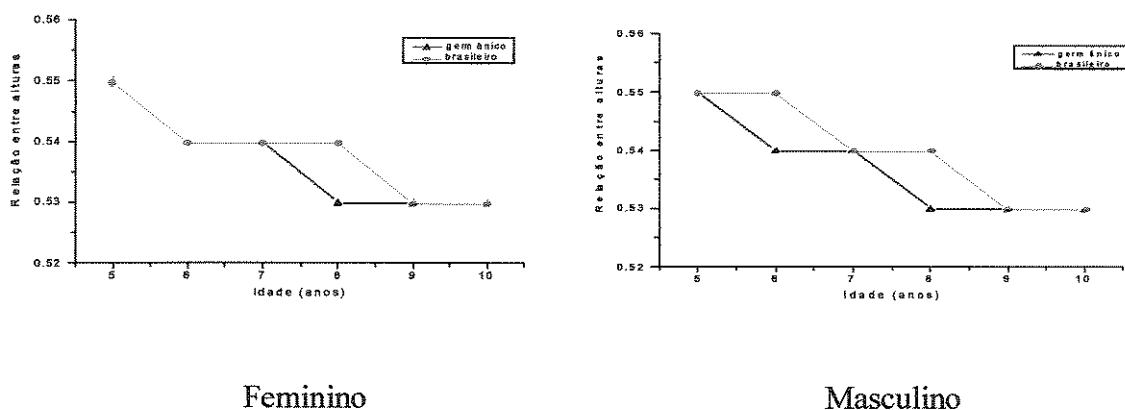 0.56
0.55
0.54
0.53
0.52
Relação entre alturas
germânico
brasileiro
5 6 7 8 9 10
Idade (anos)
Feminino
0.56
0.55
0.54
0.53
0.52
Relação entre alturas
germânico
brasileiro
5 6 7 8 9 10
Idade (anos)
Masculino